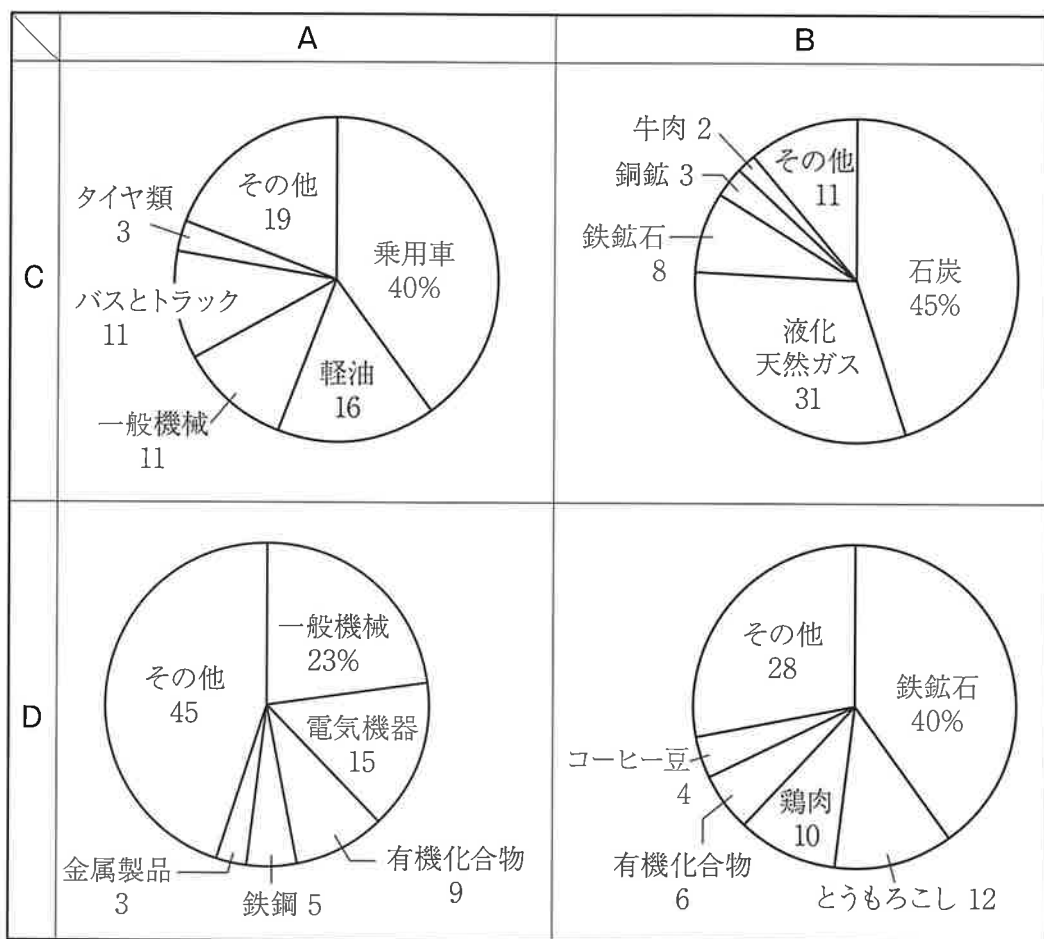 A
B
C
乗用車
40%
軽油
16
一般機械
11
バスとトラック
11
タイヤ類
3
その他
19
石炭
45%
液化
天然ガス
31
鉄鉱石
8
銅鉱 3
牛肉 2
その他
11
D
一般機械
23%
電気機器
15
有機化合物
9
鉄鋼 5
金属製品
3
その他
45
鉄鉱石
40%
とうもろこし 12
鶏肉
10
有機化合物
6
コーヒー豆
4
その他
28